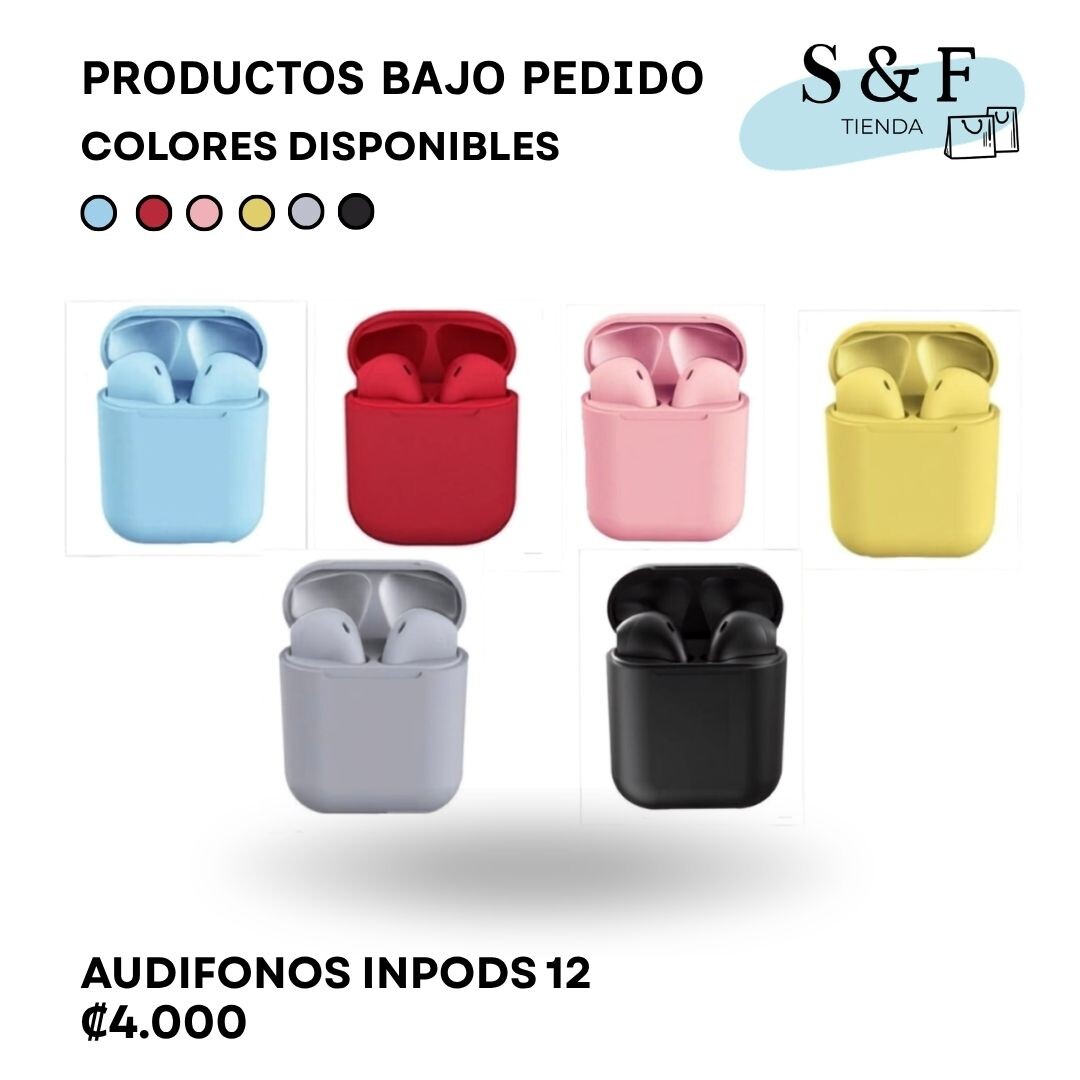 PRODUCTOS BAJO PEDIDO
S & F
TIENDA
COLORES DISPONIBLES
AUDIFONOS INPODS 12
₡4.000